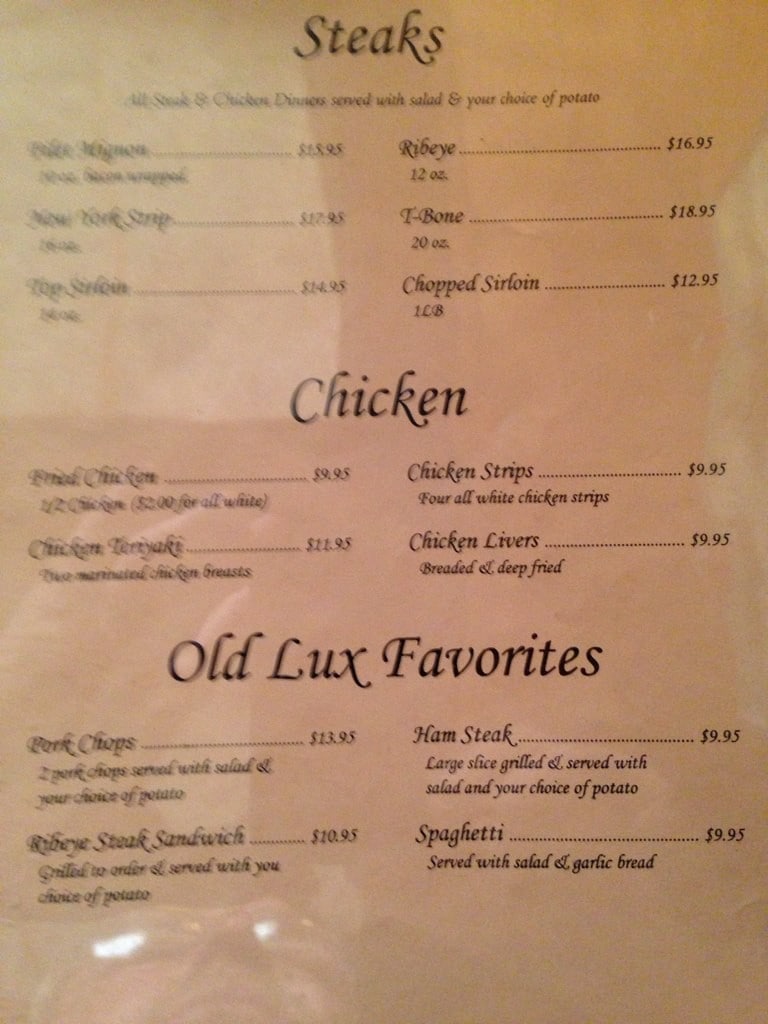 Steaks
All Steak & Chicken Dinners served with salad & your choice of potato
Filet Mignon ........................ $15.95
10 oz. bacon wrapped
New York Strip ........................ $17.95
16 oz.
Top Sirloin ........................ $14.95
14 oz.
Ribeye ........................ $16.95
12 oz.
T-Bone ........................ $18.95
20 oz.
Chopped Sirloin ........................ $12.95
1LB
Chicken
Fried Chicken ........................ $9.95
1/2 Chicken ($2.00 for all white)
Chicken Teriyaki ........................ $11.95
Two marinated chicken breasts
Chicken Strips ........................ $9.95
Four all white chicken strips
Chicken Livers ........................ $9.95
Breaded & deep fried
Old Lux Favorites
Pork Chops ........................ $13.95
2 pork chops served with salad &
your choice of potato
Ribeye Steak Sandwich ............ $10.95
Grilled to order & served with you
choice of potato
Ham Steak ........................ $9.95
Large slice grilled & served with
salad and your choice of potato
Spaghetti ........................ $9.95
Served with salad & garlic bread